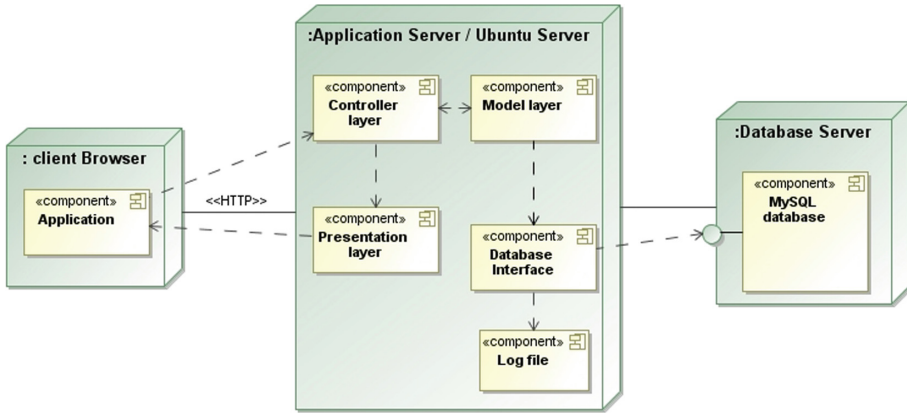 : client Browser
«component»
Application
<<HTTP>>
:Application Server / Ubuntu Server
«component»
Controller
layer
«component»
Model layer
«component»
Presentation
layer
«component»
Database
Interface
«component»
Log file
:Database Server
«component»
MySQL
database